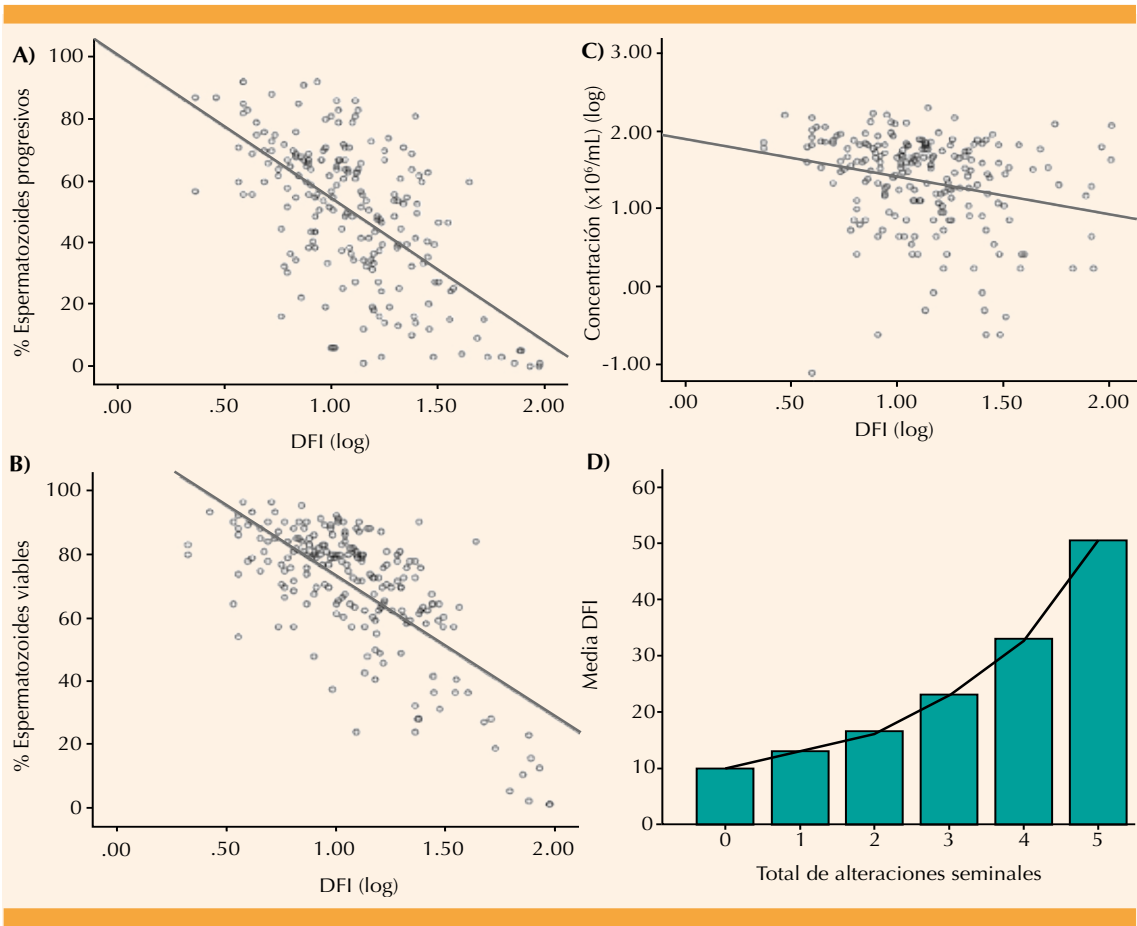 A)
% Espermatozoides progresivos
100
80
60
40
20
0
.00 .50 1.00 1.50 2.00
DFI (log)
C)
Concentración (x10⁶/mL) (log)
3.00
2.00
1.00
.00
-1.00
.00 .50 1.00 1.50 2.00
DFI (log)
B)
% Espermatozoides viables
100
80
60
40
20
0
.00 .50 1.00 1.50 2.00
DFI (log)
D)
Media DFI
60
50
40
30
20
10
0
0 1 2 3 4 5
Total de alteraciones seminales